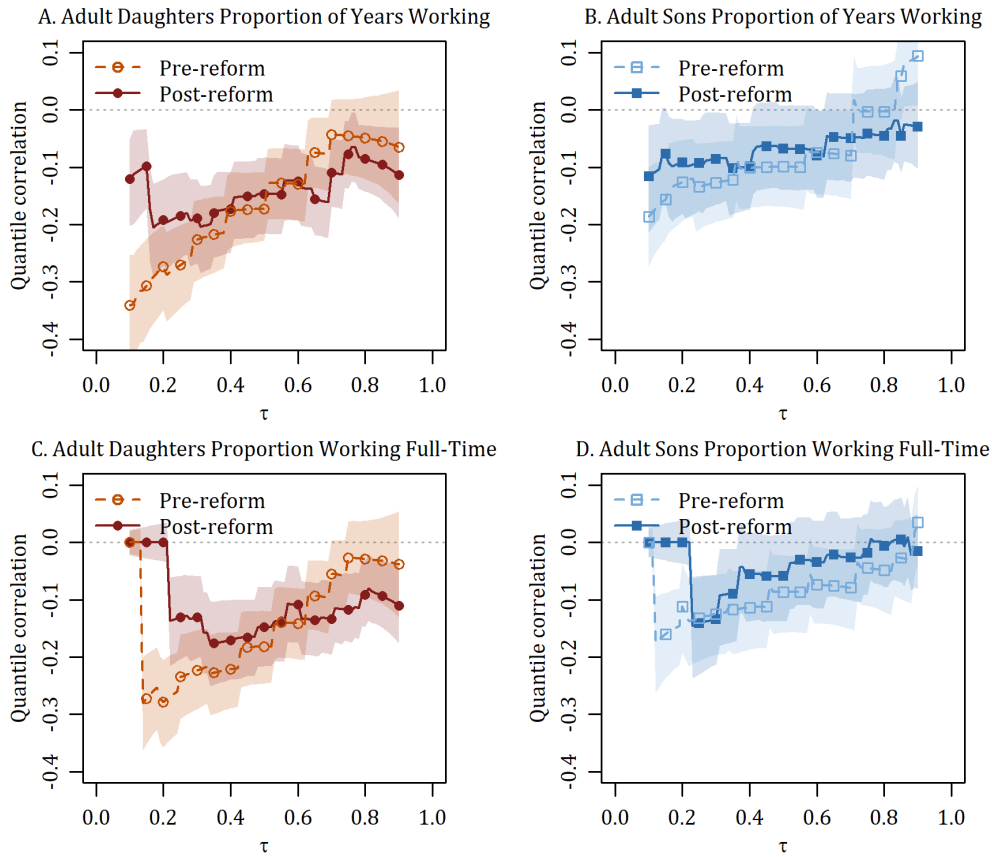 A. Adult Daughters Proportion of Years Working
Quantile correlation
0.1
0.0
-0.1
-0.2
-0.3
-0.4
Pre-reform
Post-reform
0.0 0.2 0.4 0.6 0.8 1.0
τ
B. Adult Sons Proportion of Years Working
Quantile correlation
0.1
0.0
-0.1
-0.2
-0.3
-0.4
Pre-reform
Post-reform
0.0 0.2 0.4 0.6 0.8 1.0
τ
C. Adult Daughters Proportion Working Full-Time
Quantile correlation
0.1
0.0
-0.1
-0.2
-0.3
-0.4
Pre-reform
Post-reform
0.0 0.2 0.4 0.6 0.8 1.0
τ
D. Adult Sons Proportion Working Full-Time
Quantile correlation
0.1
0.0
-0.1
-0.2
-0.3
-0.4
Pre-reform
Post-reform
0.0 0.2 0.4 0.6 0.8 1.0
τ